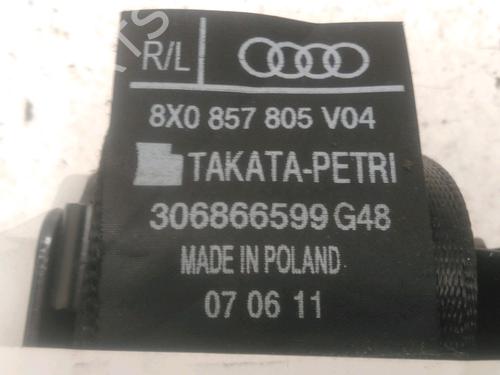 R/L
8X0 857 805 V04
TAKATA-PETRI
306866599 G48
MADE IN POLAND
07 06 11